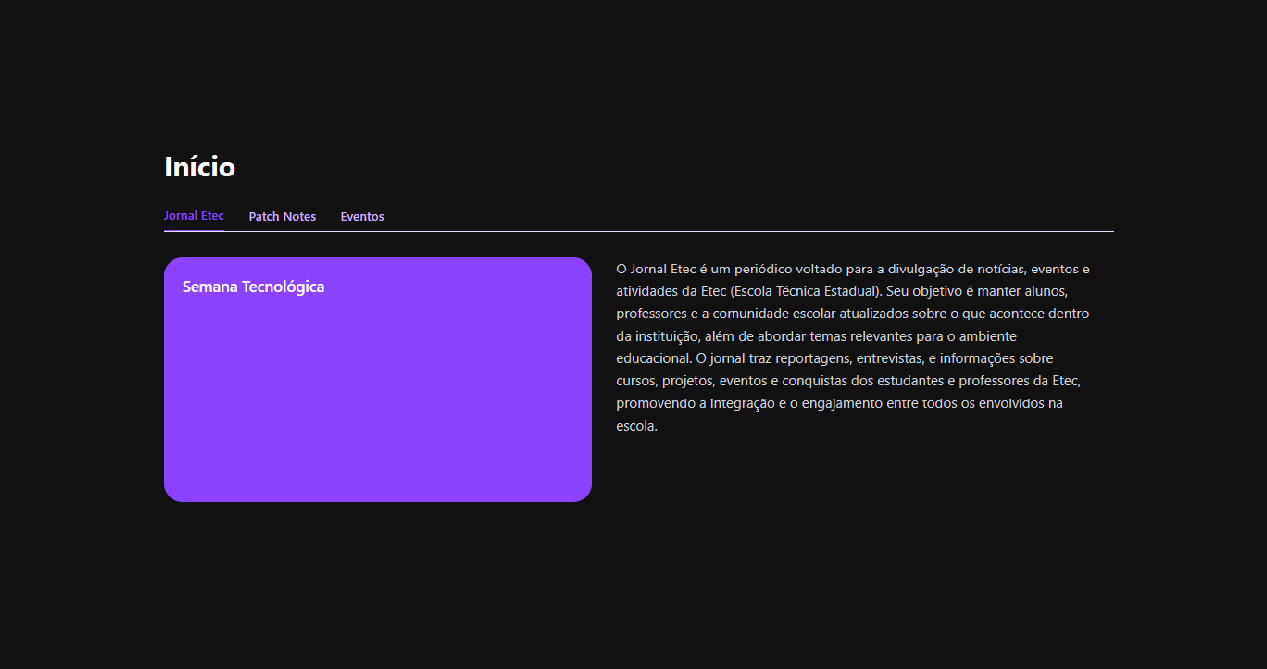 Início
Jornal Etec
Patch Notes
Eventos
Semana Tecnológica
O Jornal Etec é um periódico voltado para a divulgação de notícias, eventos e
atividades da Etec (Escola Técnica Estadual). Seu objetivo é manter alunos,
professores e a comunidade escolar atualizados sobre o que acontece dentro
da instituição, além de abordar temas relevantes para o ambiente
educacional. O jornal traz reportagens, entrevistas, e informações sobre
cursos, projetos, eventos e conquistas dos estudantes e professores da Etec,
promovendo a integração e o engajamento entre todos os envolvidos na
escola.